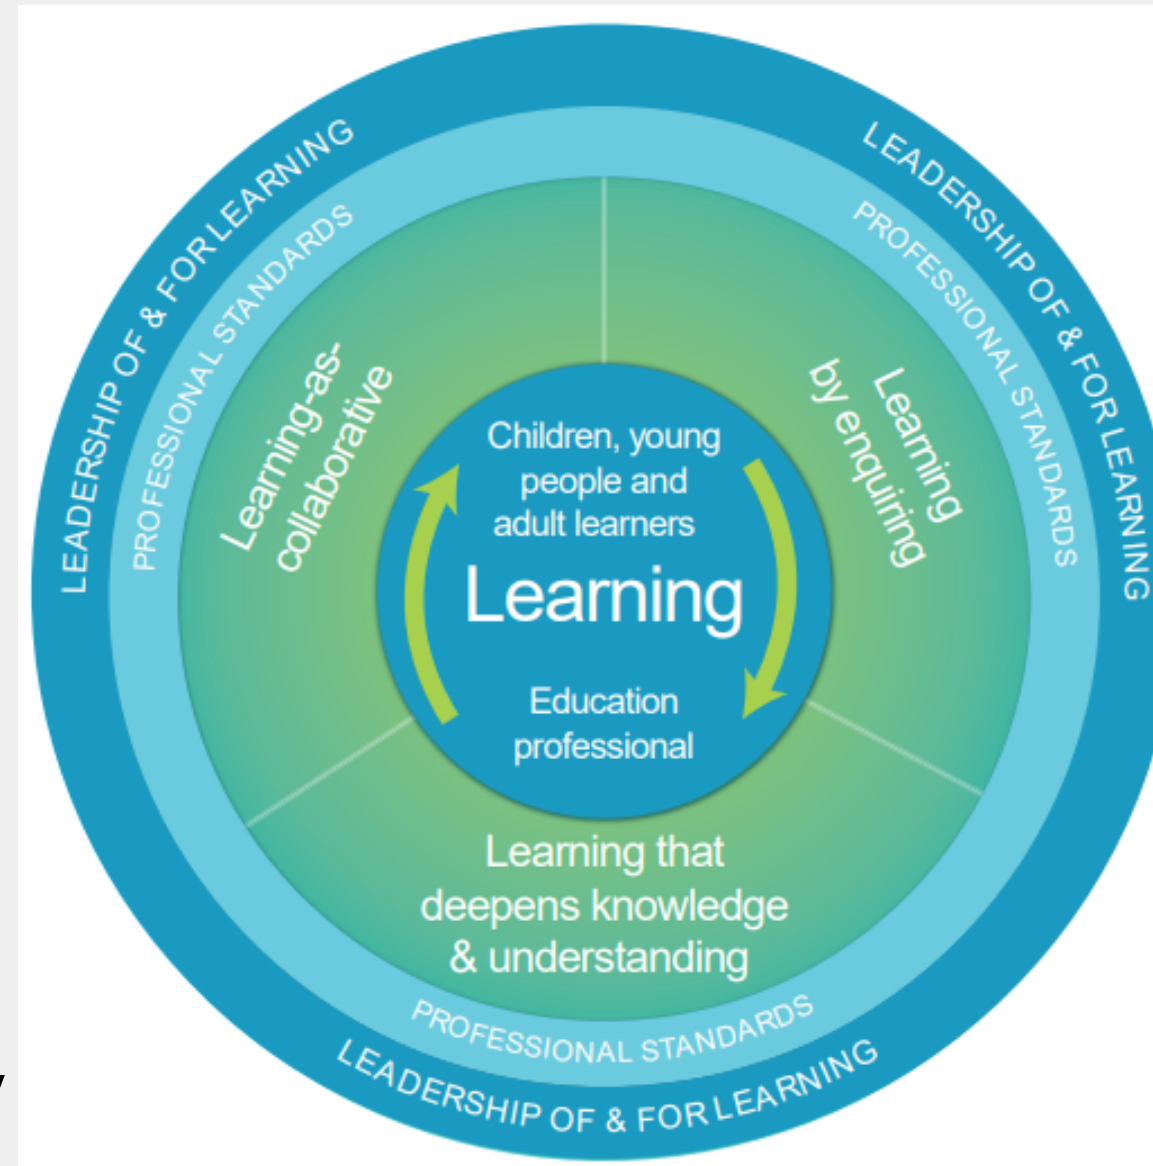 LEADERSHIP OF & FOR LEARNING
LEADERSHIP OF & FOR LEARNING
PROFESSIONAL STANDARDS
PROFESSIONAL STANDARDS
Learning-as-
collaborative
Learning
by enquiring
Children, young
people and
adult learners
Learning
Education
professional
Learning that
deepens knowledge
& understanding
PROFESSIONAL STANDARDS
LEADERSHIP OF & FOR LEARNING